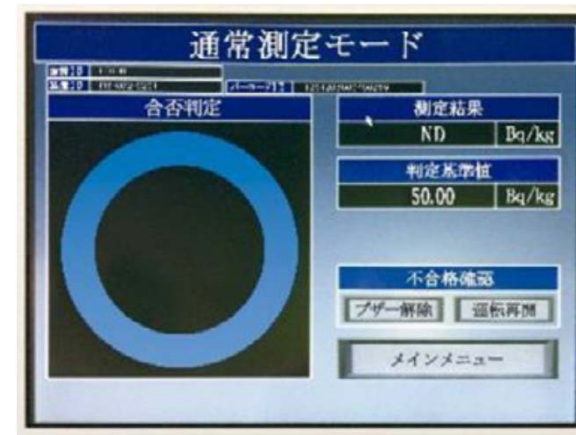 通常測定モード
合否判定
測定結果
ND Bq/kg
判定基準値
50.00 Bq/kg
不合格確認
ブザー解除 運転再開
メインメニュー